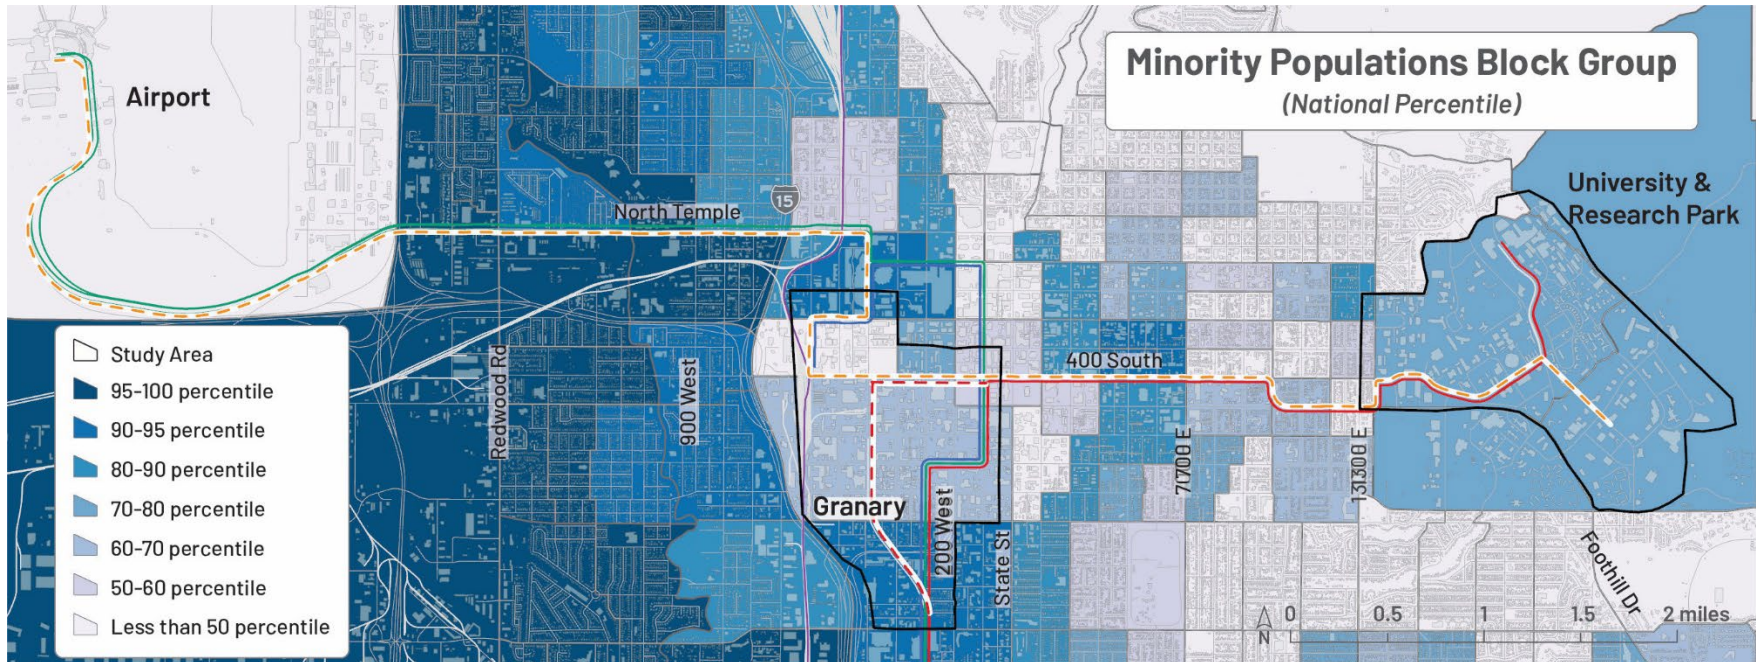 Minority Populations Block Group
(National Percentile)
Airport
University &
Research Park
15
North Temple
400 South
Redwood Rd
900 West
71700 E
131300 E
Granary
200 West
State St
Foothill Dr
Study Area
95-100 percentile
90-95 percentile
80-90 percentile
70-80 percentile
60-70 percentile
50-60 percentile
Less than 50 percentile
N
0 0.5 1 1.5 2 miles